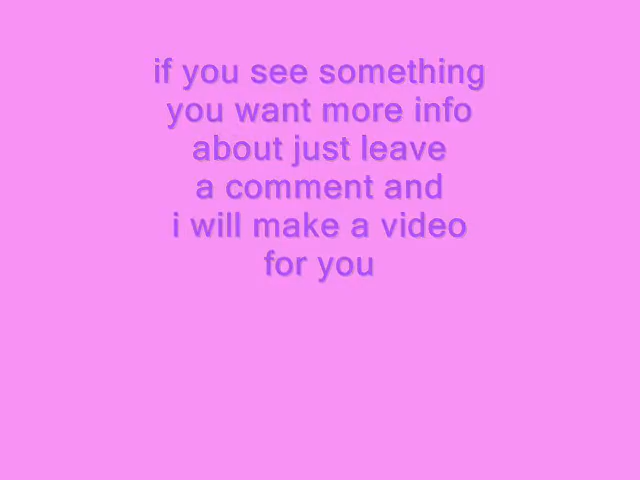 if you see something
you want more info
about just leave
a comment and
i will make a video
for you